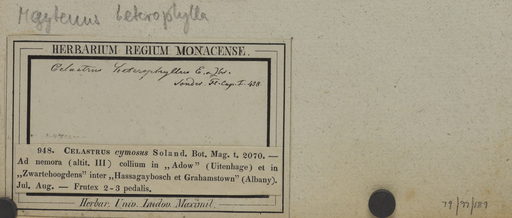 Maytenus heterophylla
HERBARIUM REGIUM MONACENSE.
Celastrus heterophyllus E. & Z.
Sonder. Fl. Cap. I. 458
948. CELASTRUS cymosus Soland. Bot. Mag. t. 2070. —
Ad nemora (altit. III) collium in „Adow" (Uitenhage) et in
„Zwartehoogdens" inter „Hassagaybosch et Grahamstown" (Albany).
Jul. Aug. — Frutex 2-3 pedalis.
Herbar. Univ. Ludov. Maximil.